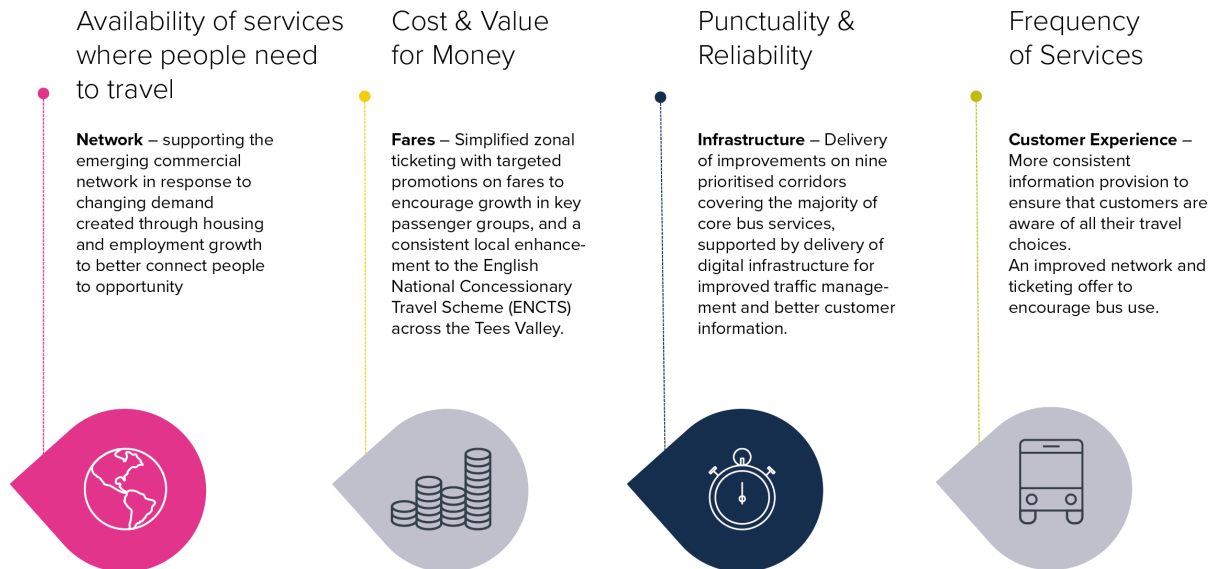 Availability of services
where people need
to travel
Network – supporting the
emerging commercial
network in response to
changing demand
created through housing
and employment growth
to better connect people
to opportunity
Cost & Value
for Money
Fares – Simplified zonal
ticketing with targeted
promotions on fares to
encourage growth in key
passenger groups, and a
consistent local enhance-
ment to the English
National Concessionary
Travel Scheme (ENCTS)
across the Tees Valley.
Punctuality &
Reliability
Infrastructure – Delivery
of improvements on nine
prioritised corridors
covering the majority of
core bus services,
supported by delivery of
digital infrastructure for
improved traffic manage-
ment and better customer
information.
Frequency
of Services
Customer Experience –
More consistent
information provision to
ensure that customers are
aware of all their travel
choices.
An improved network and
ticketing offer to
encourage bus use.